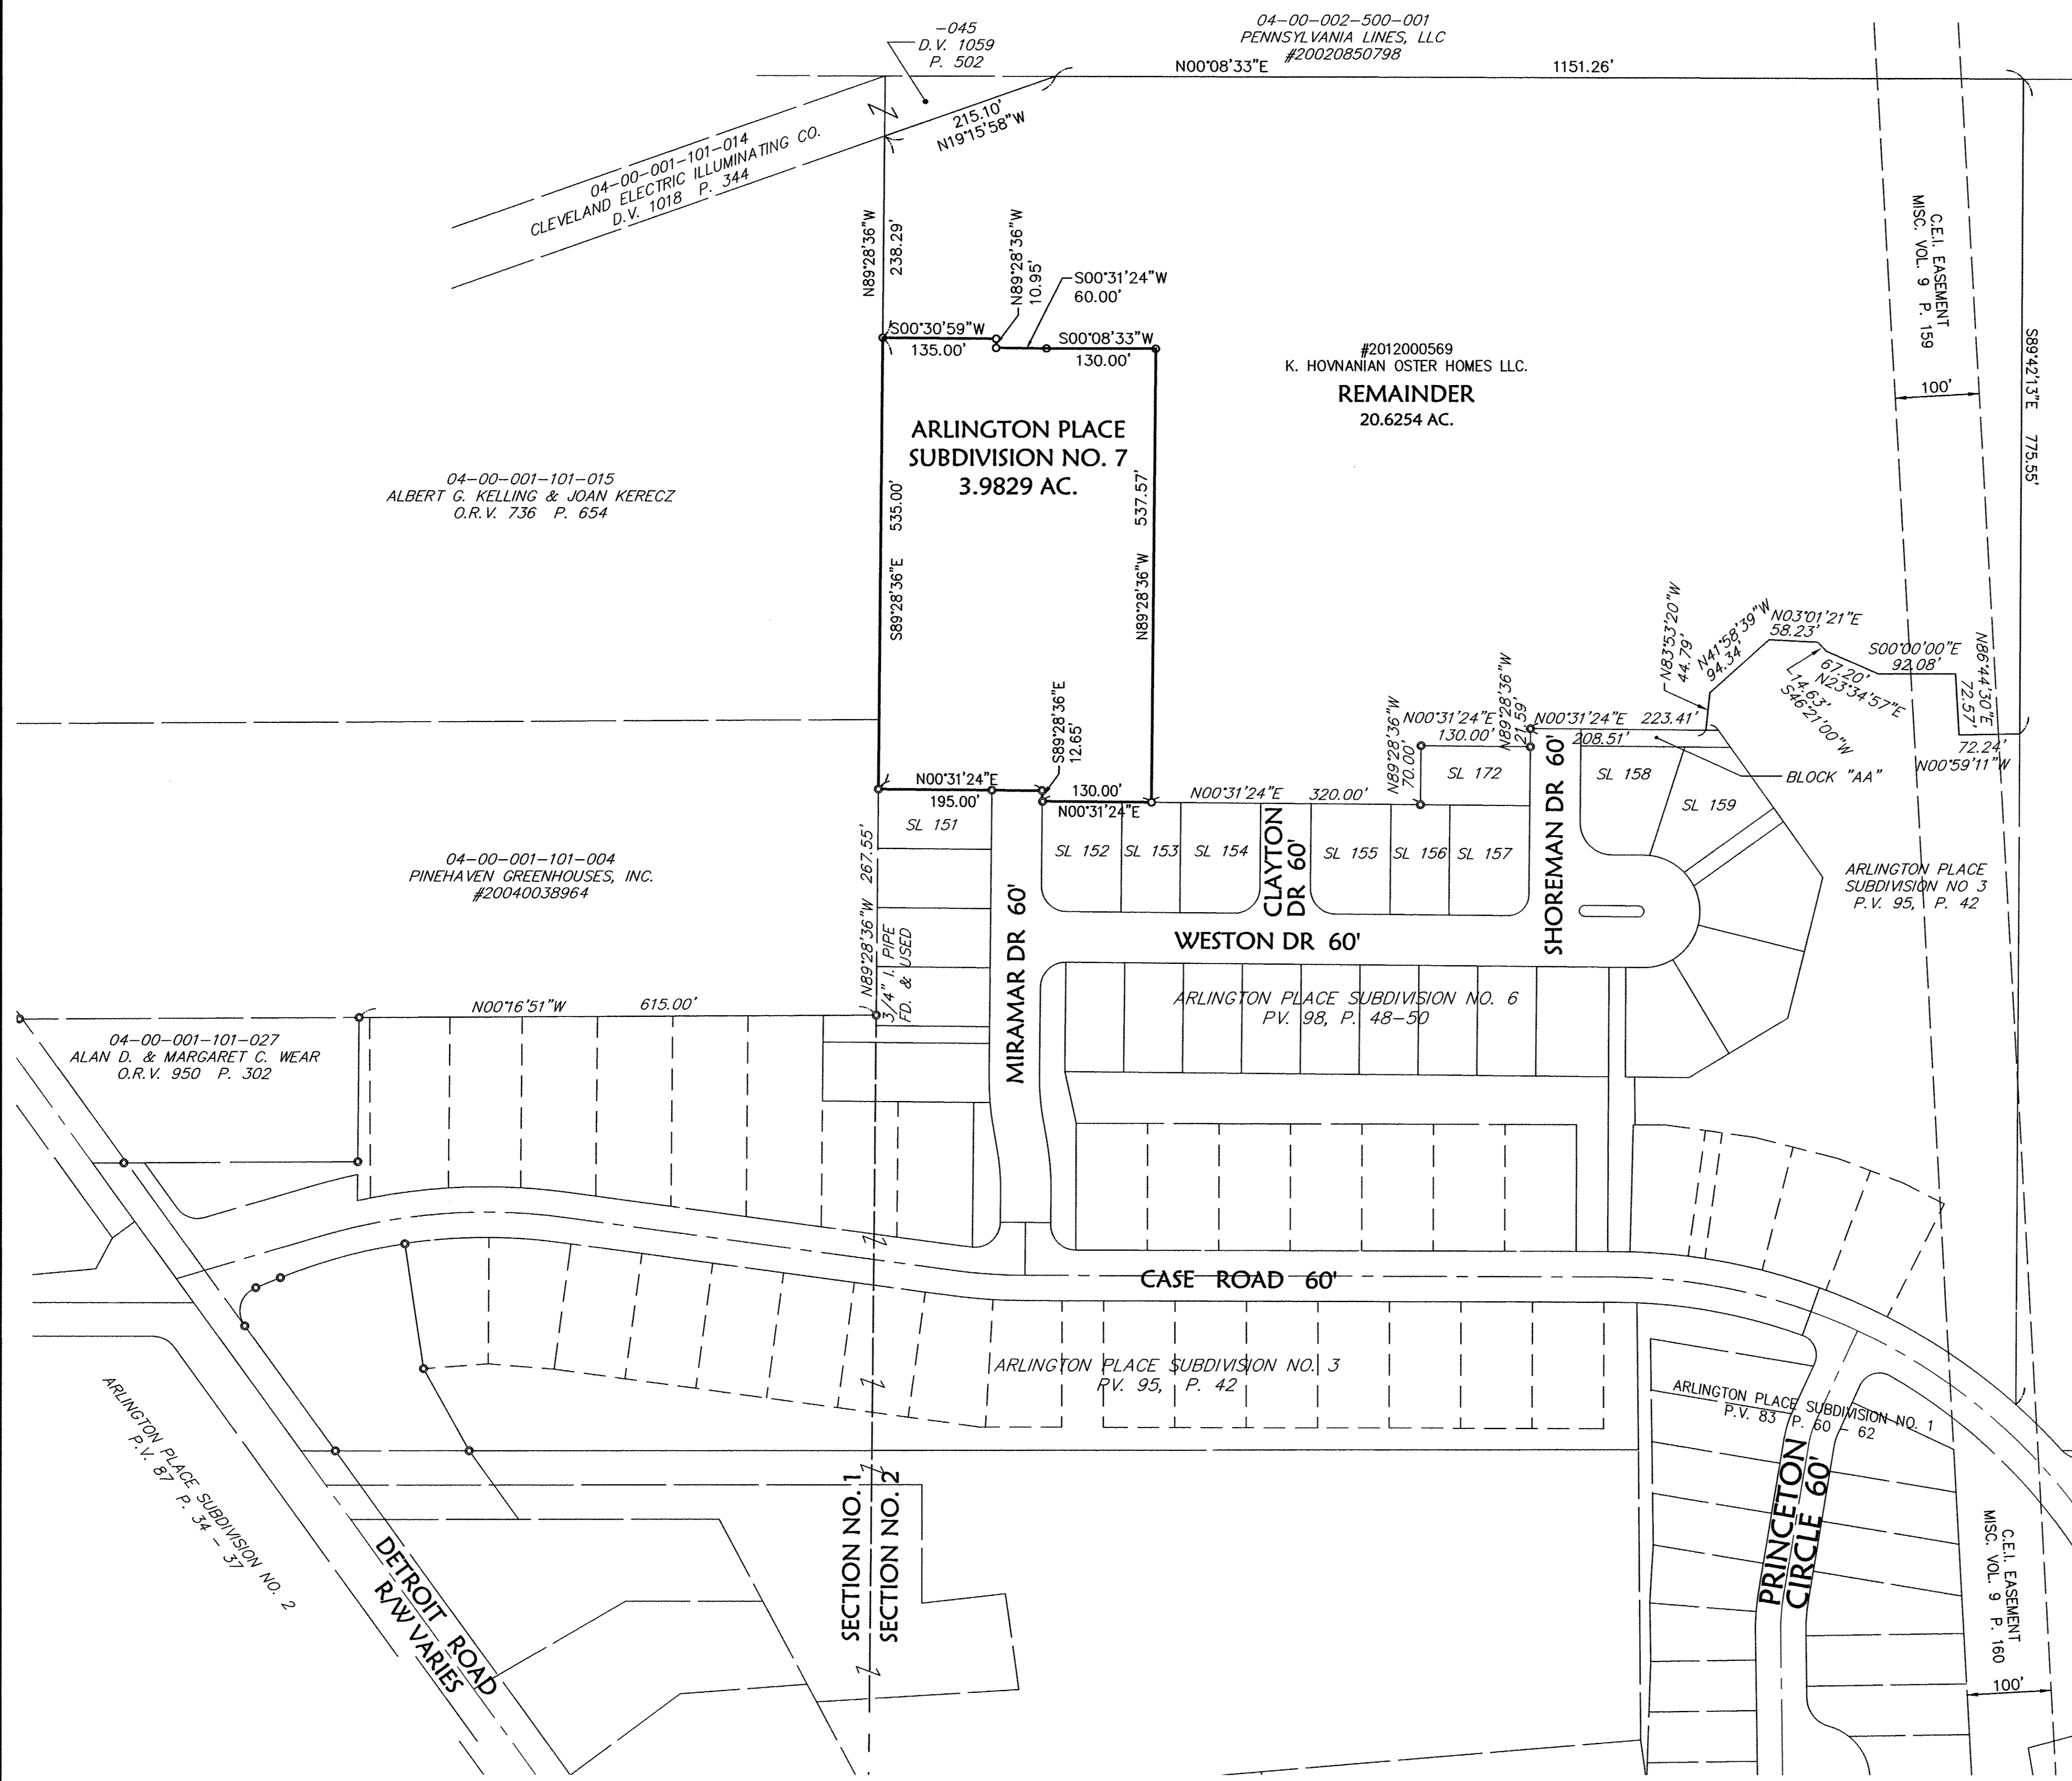 04-00-002-500-001
PENNSYLVANIA LINES, LLC
#20020850798
-045
D.V. 1059
P. 502
N00°08'33"E
1151.26'
215.10'
N19°15'58"W
04-00-001-101-014
CLEVELAND ELECTRIC ILLUMINATING CO.
D.V. 1018 P. 344
N89°28'36"W
238.29'
N89°28'36"W
10.95'
S00°31'24"W
60.00'
S00°30'59"W
135.00'
S00°08'33"W
130.00'
C.E.I. EASEMENT
MISC. VOL. 9 P. 159
100'
S89°42'13"E 775.55'
#2012000569
K. HOVNANIAN OSTER HOMES LLC.
REMAINDER
20.6254 AC.
ARLINGTON PLACE
SUBDIVISION NO. 7
3.9829 AC.
04-00-001-101-015
ALBERT G. KELLING & JOAN KERECZ
O.R.V. 736 P. 654
S89°28'36"E 535.00'
N89°28'36"W 537.57'
N83°53'20"W
44.79'
N41°58'39"W
94.34'
N03°01'21"E
58.23'
67.20'
N23°34'57"E
14.63'
S46°21'00"W
S00°00'00"E
92.08'
N86°44'30"E
72.57'
72.24'
N00°59'11"W
S89°28'36"E
12.65'
N00°31'24"E
195.00'
130.00'
N00°31'24"E
N00°31'24"E 320.00'
N89°28'36"W
70.00'
N00°31'24"E
130.00'
N89°28'36"W
21.59'
N00°31'24"E 223.41'
208.51'
BLOCK "AA"
SL 151
SL 152
SL 153
SL 154
SL 155
SL 156
SL 157
SL 172
SL 158
SL 159
CLAYTON
DR 60'
SHOREMAN DR 60'
WESTON DR 60'
MIRAMAR DR 60'
ARLINGTON PLACE
SUBDIVISION NO 3
P.V. 95, P. 42
04-00-001-101-004
PINEHAVEN GREENHOUSES, INC.
#20040038964
N89°28'36"W 267.55'
3/4" I. PIPE
FD. & USED
ARLINGTON PLACE SUBDIVISION NO. 6
PV. 98, P. 48-50
N00°16'51"W 615.00'
04-00-001-101-027
ALAN D. & MARGARET C. WEAR
O.R.V. 950 P. 302
CASE ROAD 60'
ARLINGTON PLACE SUBDIVISION NO. 3
PV. 95, P. 42
ARLINGTON PLACE SUBDIVISION NO. 1
P.V. 83 P. 60 - 62
ARLINGTON PLACE SUBDIVISION NO. 2
P.V. 87 P. 34 - 37
DETROIT ROAD
R/W VARIES
SECTION NO. 1
SECTION NO. 2
PRINCETON
CIRCLE 60'
C.E.I. EASEMENT
MISC. VOL. 9 P. 160
100'